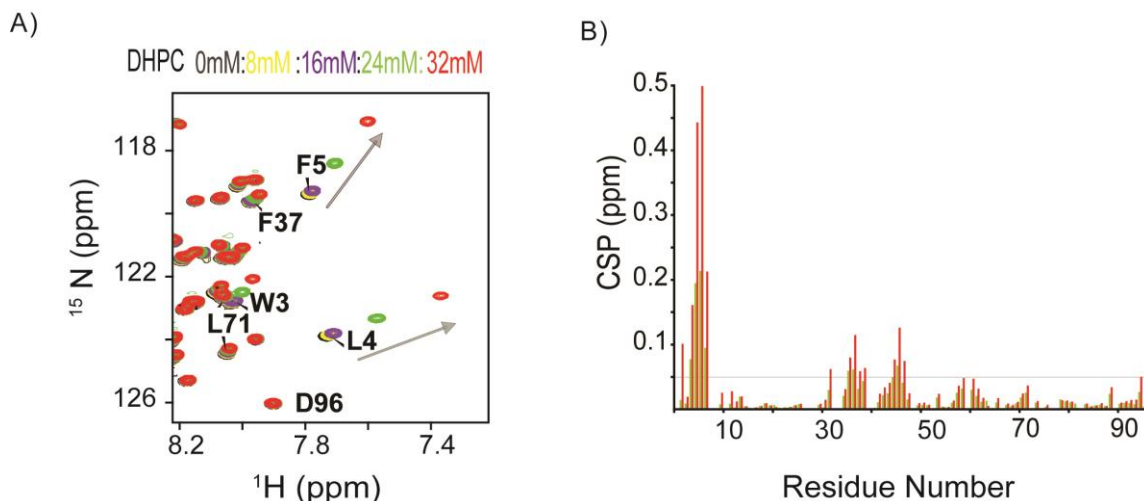 A)
DHPC 0mM:8mM :16mM:24mM: 32mM
118
122
126
15 N (ppm)
F5
F37
W3
L71
L4
D96
8.2 7.8 7.4
1H (ppm)
B)
0.5
0.4
0.3
0.2
0.1
CSP (ppm)
10 30 50 70 90
Residue Number